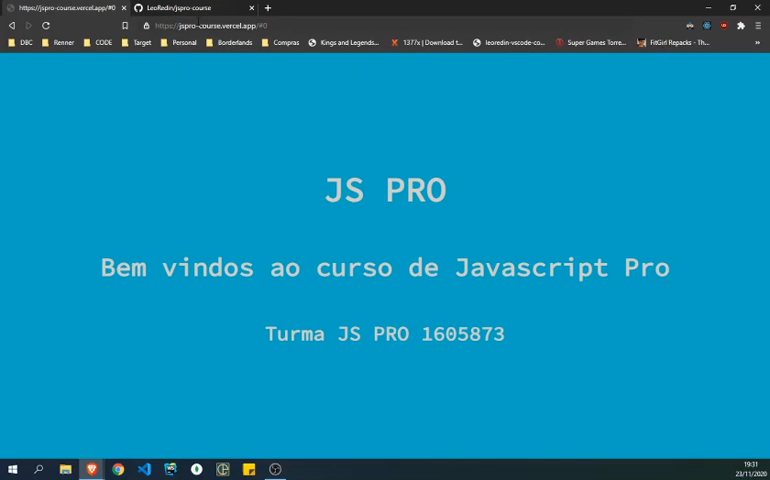 https://jspro-course.vercel.app/#0
LeoRedin/jspro-course
https://jspro-course.vercel.app/#0
DBC
Renner
CODE
Target
Personal
Borderlands
Compras
Kings and Legends...
1377x | Download t...
leoredin-vscode-co...
Super Games Torre...
FitGirl Repacks - Th...
JS PRO
Bem vindos ao curso de Javascript Pro
Turma JS PRO 1605873
19:31
23/11/2020